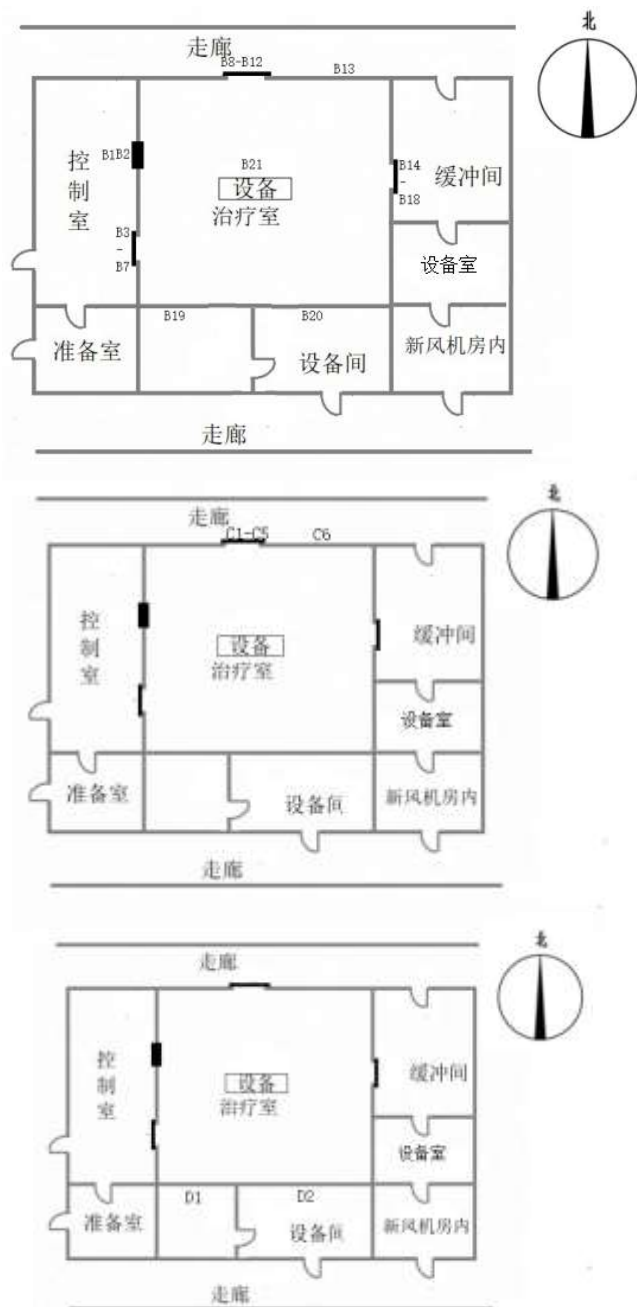 北
走廊
B8-B12
B13
控制室
B1B2
B21
设备
治疗室
B14
-
B18
缓冲间
B3
-
B7
设备室
B19
B20
准备室
设备间
新风机房内
走廊
北
走廊
C1-C5
C6
控制室
设备
治疗室
缓冲间
设备室
准备室
设备间
新风机房内
走廊
北
走廊
控制室
设备
治疗室
缓冲间
设备室
D1
D2
准备室
设备间
新风机房内
走廊